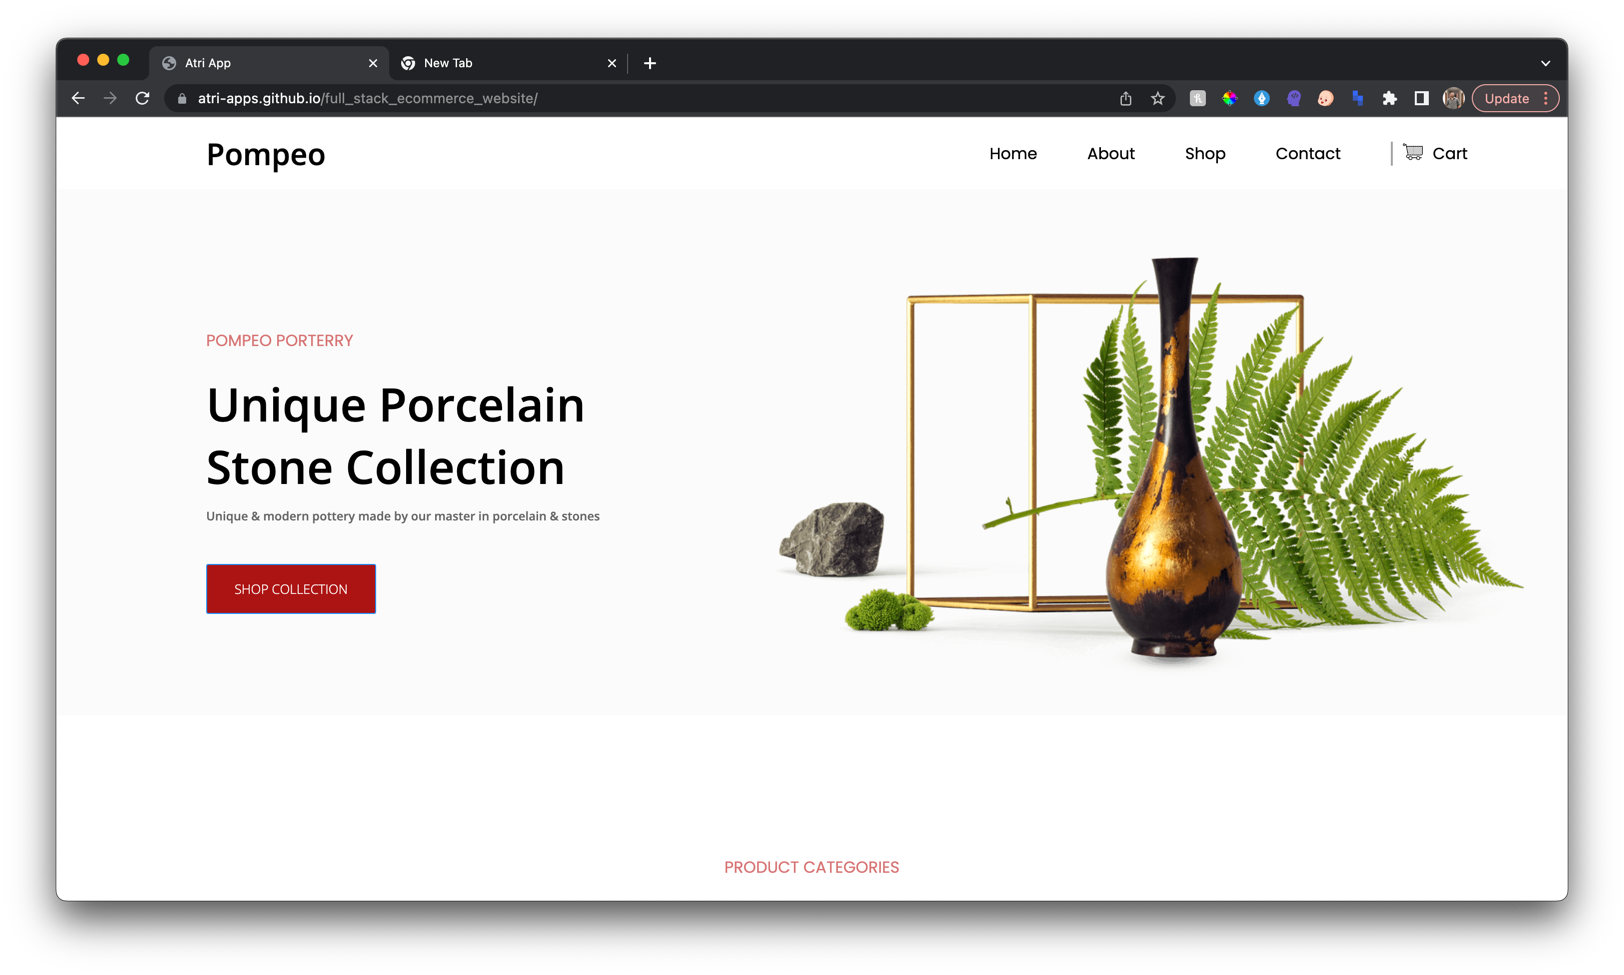 Atri App
New Tab
atri-apps.github.io/full_stack_ecommerce_website/
Update
Pompeo
Home
About
Shop
Contact
Cart
POMPEO PORTERRY
Unique Porcelain
Stone Collection
Unique & modern pottery made by our master in porcelain & stones
SHOP COLLECTION
PRODUCT CATEGORIES